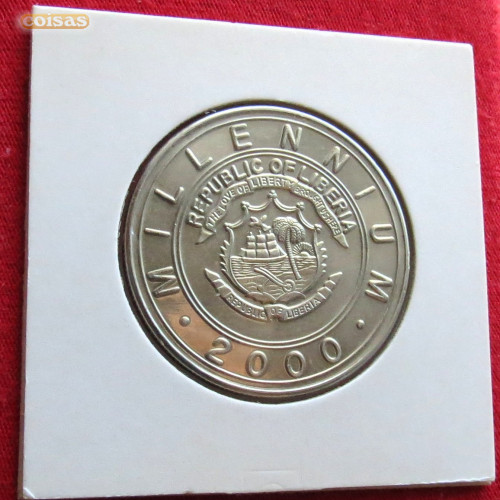 coisas
MILLENNIUM
REPUBLIC OF LIBERIA
THE LOVE OF LIBERTY BROUGHT US HERE
REPUBLIC OF LIBERIA
· 2000 ·